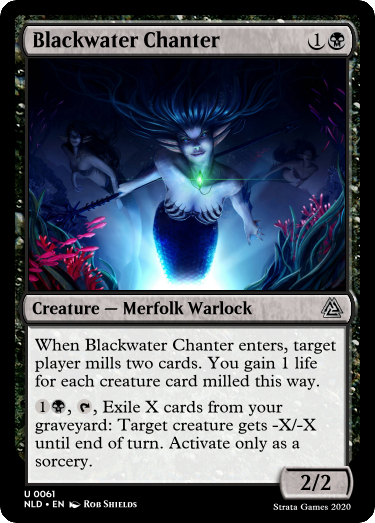 Blackwater Chanter 1
Creature — Merfolk Warlock
When Blackwater Chanter enters, target
player mills two cards. You gain 1 life
for each creature card milled this way.
1, , Exile X cards from your
graveyard: Target creature gets -X/-X
until end of turn. Activate only as a
sorcery.
2/2
U 0061
NLD • EN Rob Shields
Strata Games 2020